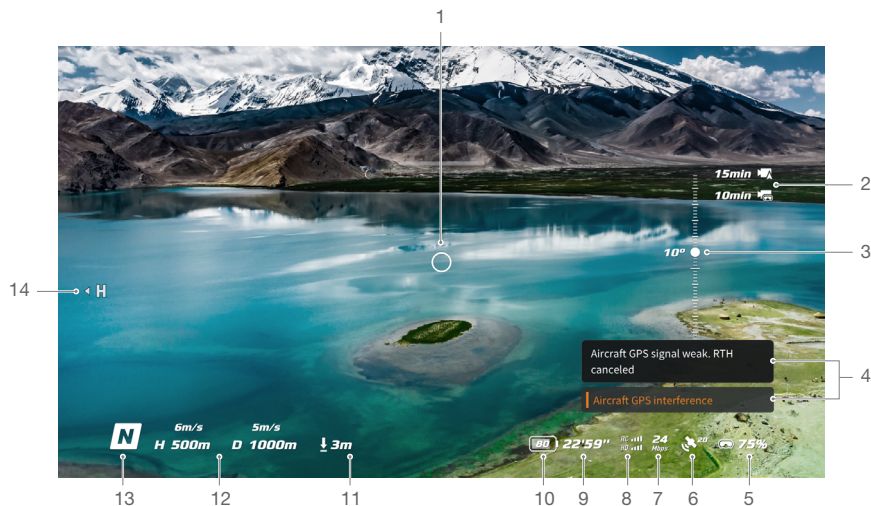 1
15min
2
10min
10° 3
14 H
Aircraft GPS signal weak. RTH
canceled
4
Aircraft GPS interference
6m/s 5m/s
N H 500m D 1000m 3m
80 22'59" RC 24 20 75%
HD Mbps
13 12 11 10 9 8 7 6 5